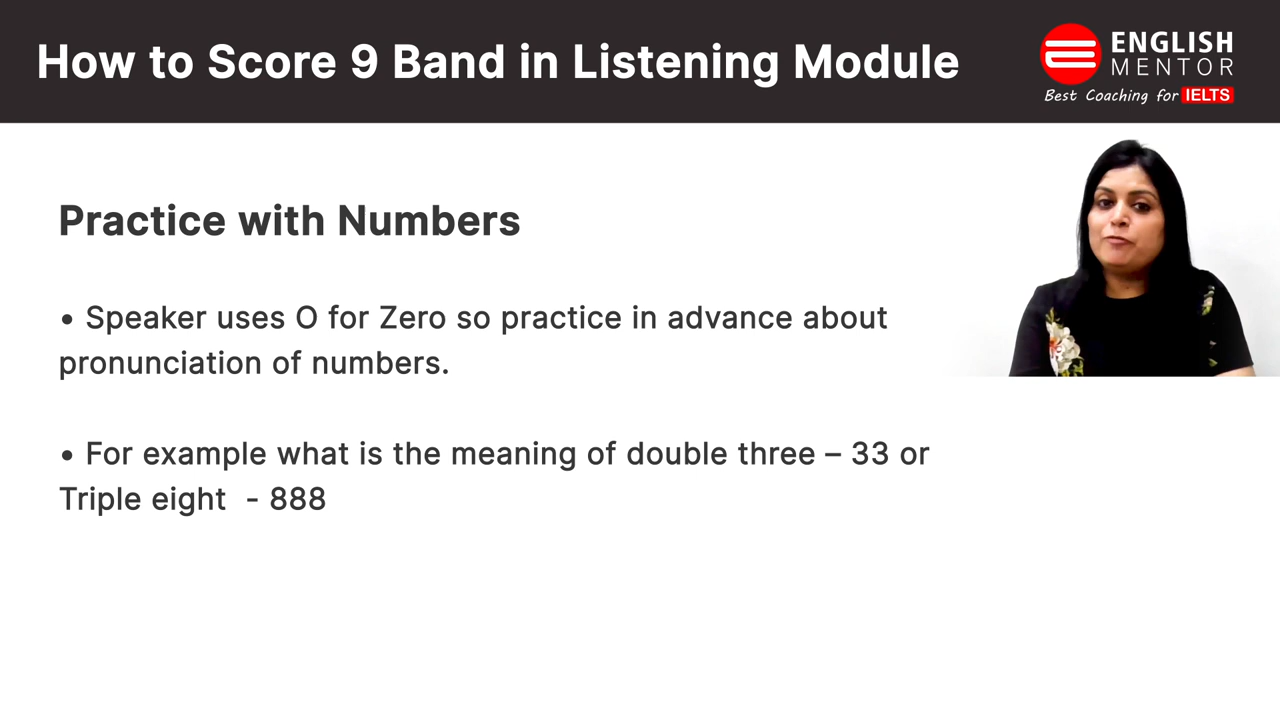 How to Score 9 Band in Listening Module
ENGLISH
MENTOR
Best Coaching for IELTS
Practice with Numbers
• Speaker uses O for Zero so practice in advance about
pronunciation of numbers.
• For example what is the meaning of double three – 33 or
Triple eight  - 888